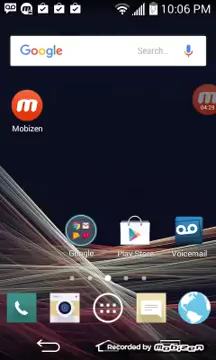 10:06 PM
Google
Search...
Mobizen
04:29
Google
Play Store
Voicemail
Recorded by Mobizen